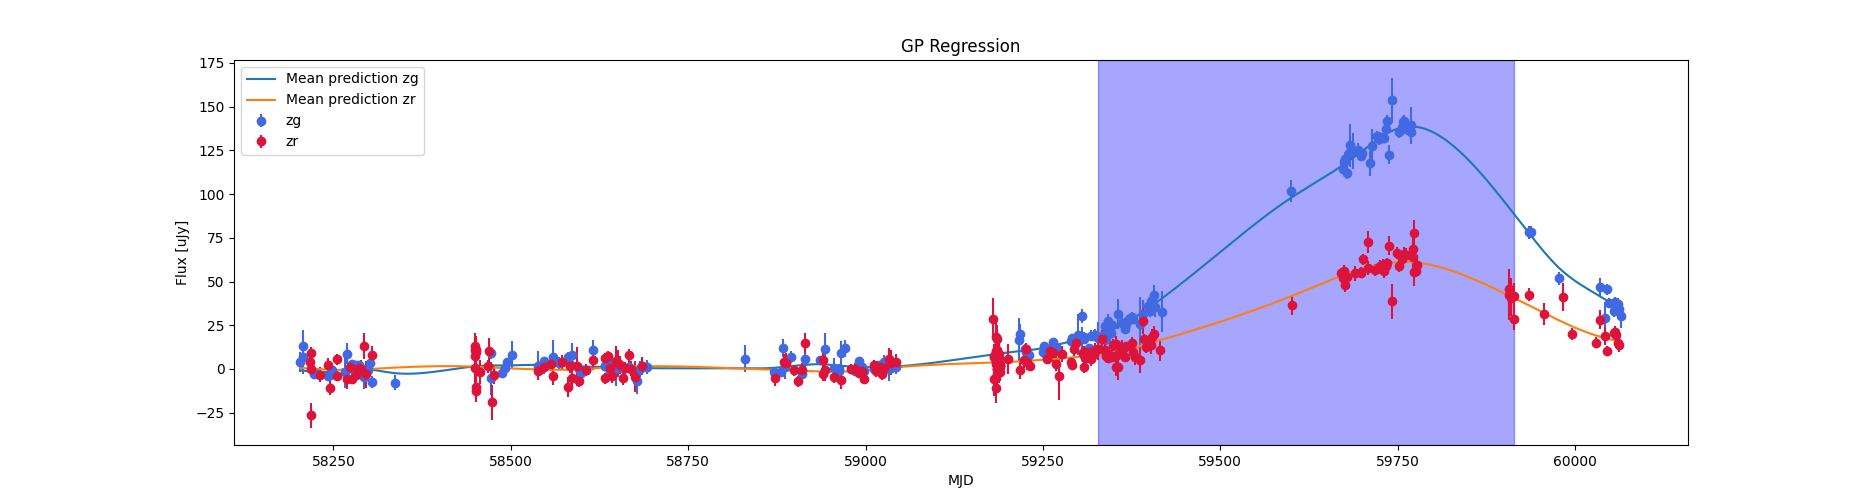 GP Regression
175
150
125
100
75
50
25
0
−25
Flux [uJy]
Mean prediction zg
Mean prediction zr
zg
zr
58250 58500 58750 59000 59250 59500 59750 60000
MJD